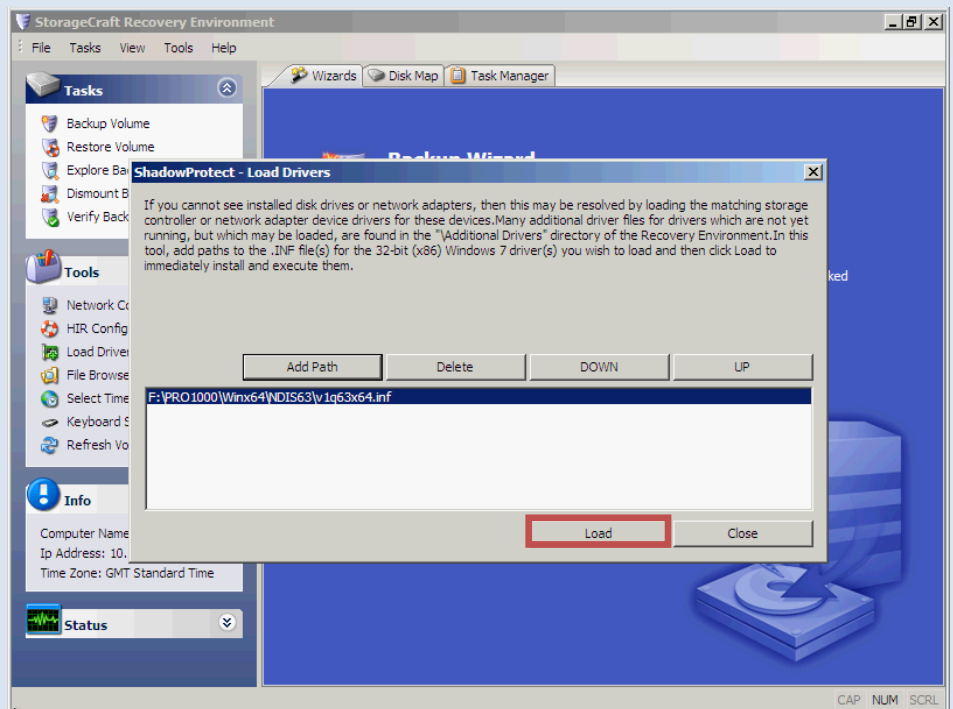 StorageCraft Recovery Environment
File Tasks View Tools Help
Wizards Disk Map Task Manager
Tasks
Backup Volume
Restore Volume
Explore Ba
Dismount B
Verify Back
Backup Wizard
ShadowProtect - Load Drivers
If you cannot see installed disk drives or network adapters, then this may be resolved by loading the matching storage
controller or network adapter device drivers for these devices.Many additional driver files for drivers which are not yet
running, but which may be loaded, are found in the "\Additional Drivers" directory of the Recovery Environment.In this
tool, add paths to the .INF file(s) for the 32-bit (x86) Windows 7 driver(s) you wish to load and then click Load to
immediately install and execute them.
ked
Add Path Delete DOWN UP
F:\PRO1000\Winx64\NDIS63\v1q63x64.inf
Load Close
Tools
Network Co
HIR Config
Load Driver
File Browse
Select Time
Keyboard S
Refresh Vo
Info
Computer Name
Ip Address: 10.
Time Zone: GMT Standard Time
Status
CAP NUM SCRL